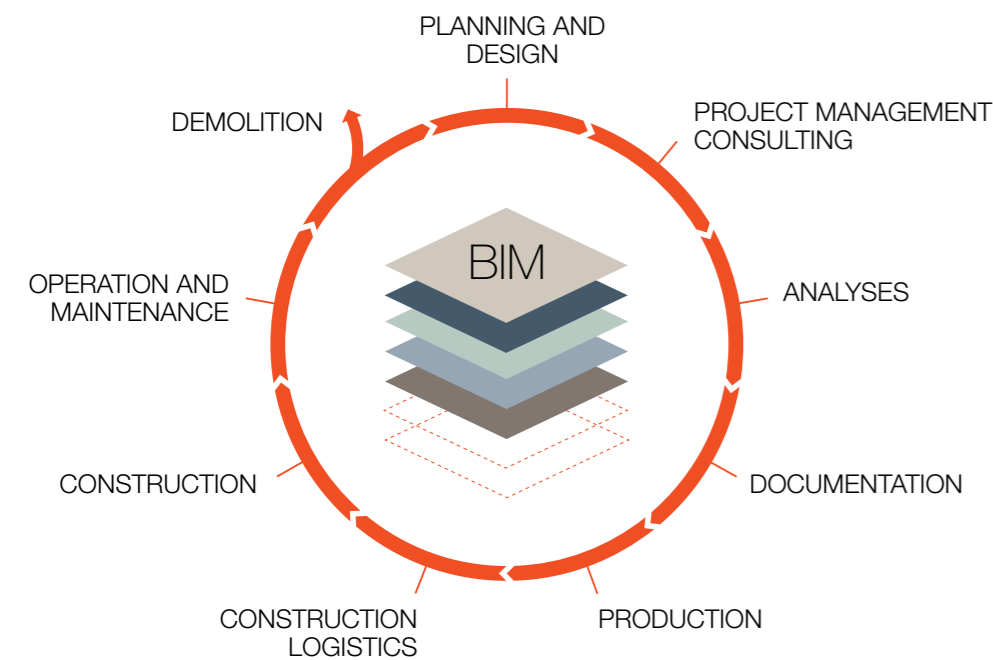 PLANNING AND
DESIGN
PROJECT MANAGEMENT
CONSULTING
ANALYSES
DOCUMENTATION
PRODUCTION
CONSTRUCTION
LOGISTICS
CONSTRUCTION
OPERATION AND
MAINTENANCE
DEMOLITION
BIM